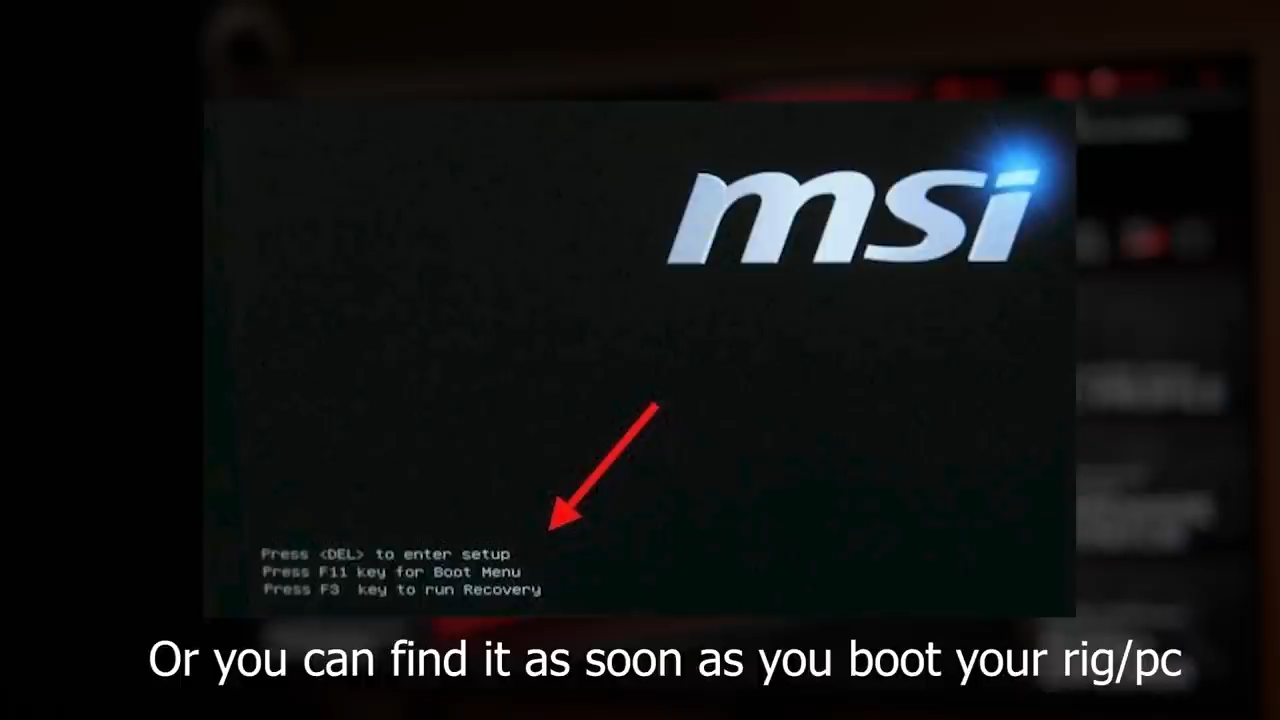 msi
Press <DEL> to enter setup
Press F11 key for Boot Menu
Press F3 key to run Recovery
Or you can find it as soon as you boot your rig/pc